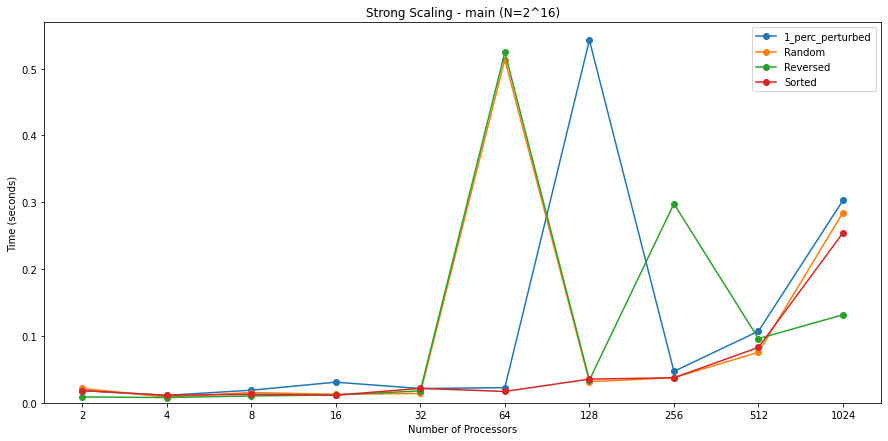 Strong Scaling - main (N=2^16)
1_perc_perturbed
Random
Reversed
Sorted
Time (seconds)
0.5
0.4
0.3
0.2
0.1
0.0
2 4 8 16 32 64 128 256 512 1024
Number of Processors